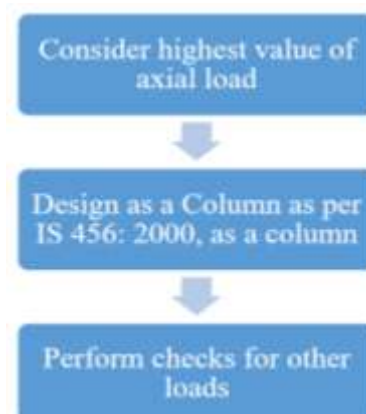 Consider highest value of
axial load
Design as a Column as per
IS 456: 2000, as a column
Perform checks for other
loads